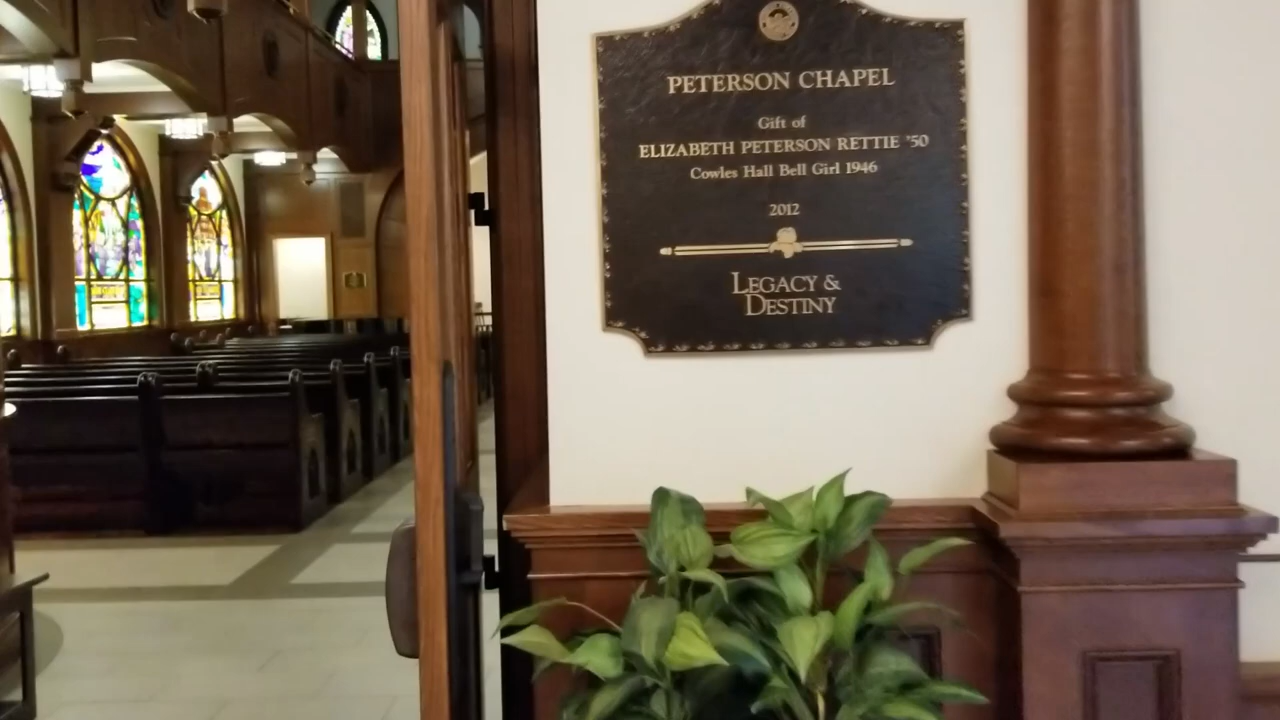 PETERSON CHAPEL
Gift of
ELIZABETH PETERSON RETTIE '50
Cowles Hall Bell Girl 1946
2012
LEGACY &
DESTINY